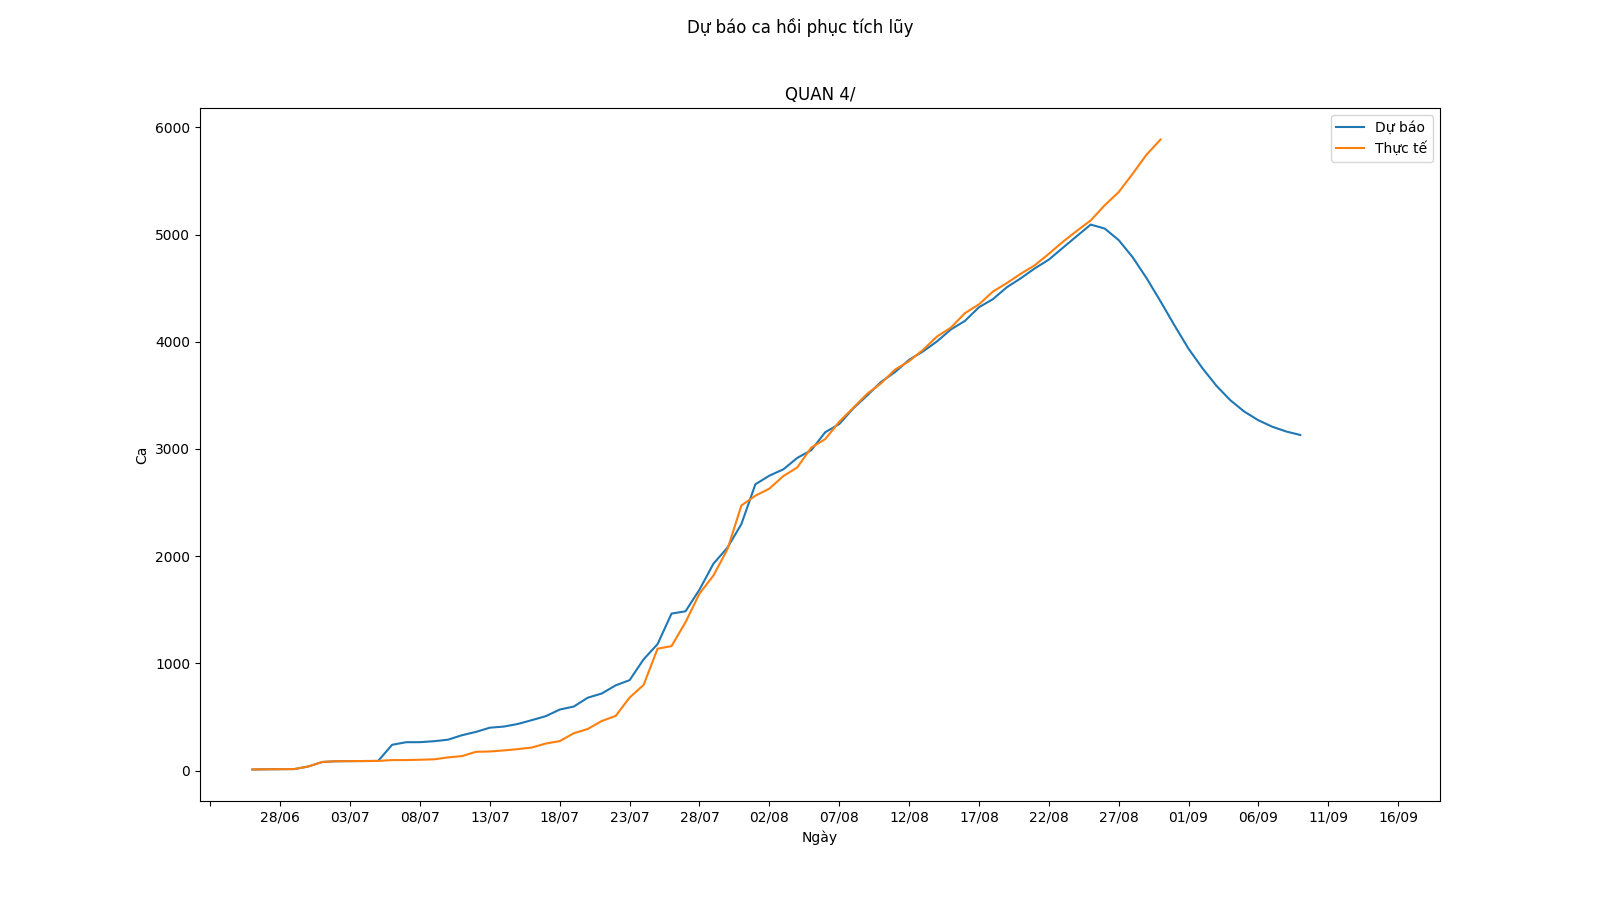 Dự báo ca hồi phục tích lũy
QUAN 4/
Dự báo
Thực tế
6000
5000
4000
3000
2000
1000
0
Ca
28/06 03/07 08/07 13/07 18/07 23/07 28/07 02/08 07/08 12/08 17/08 22/08 27/08 01/09 06/09 11/09 16/09
Ngày